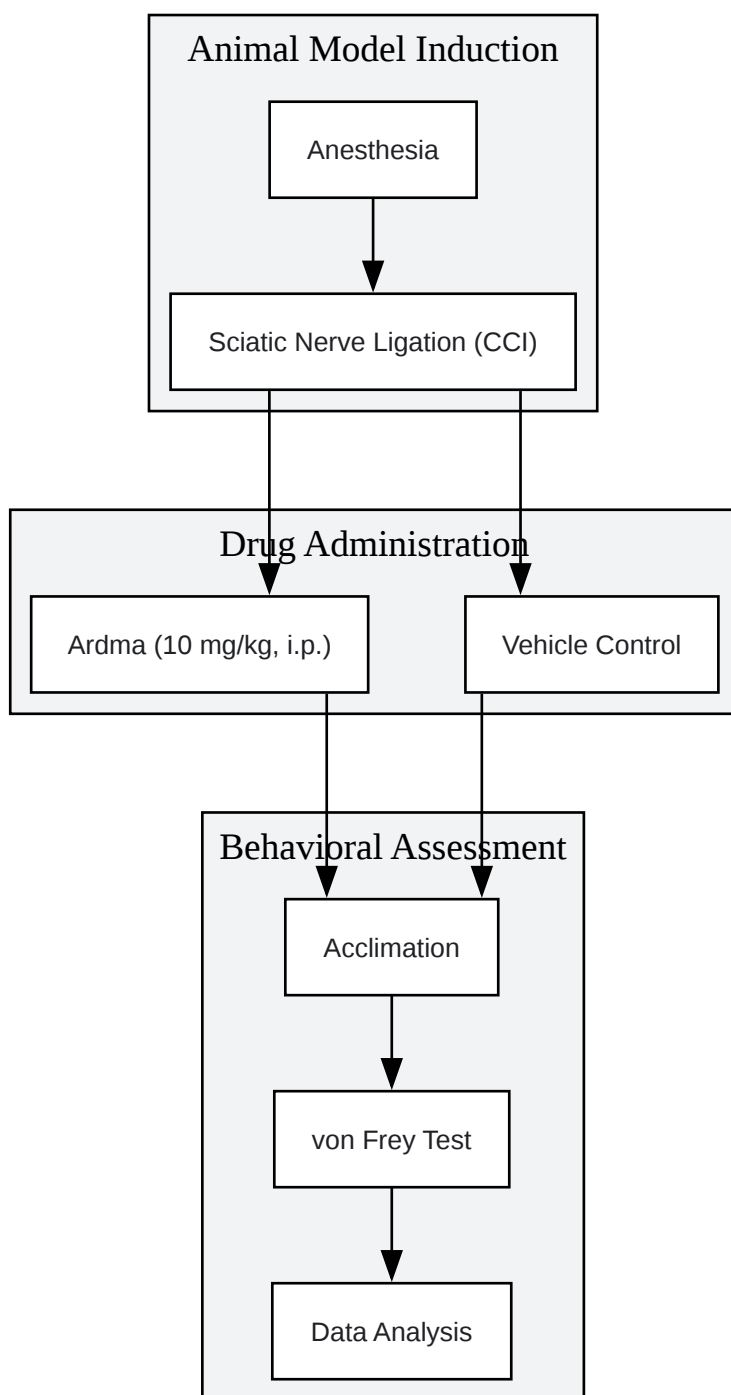 Animal Model Induction
Anesthesia
Sciatic Nerve Ligation (CCI)
Drug Administration
Ardma (10 mg/kg, i.p.)
Vehicle Control
Behavioral Assessment
Acclimation
von Frey Test
Data Analysis